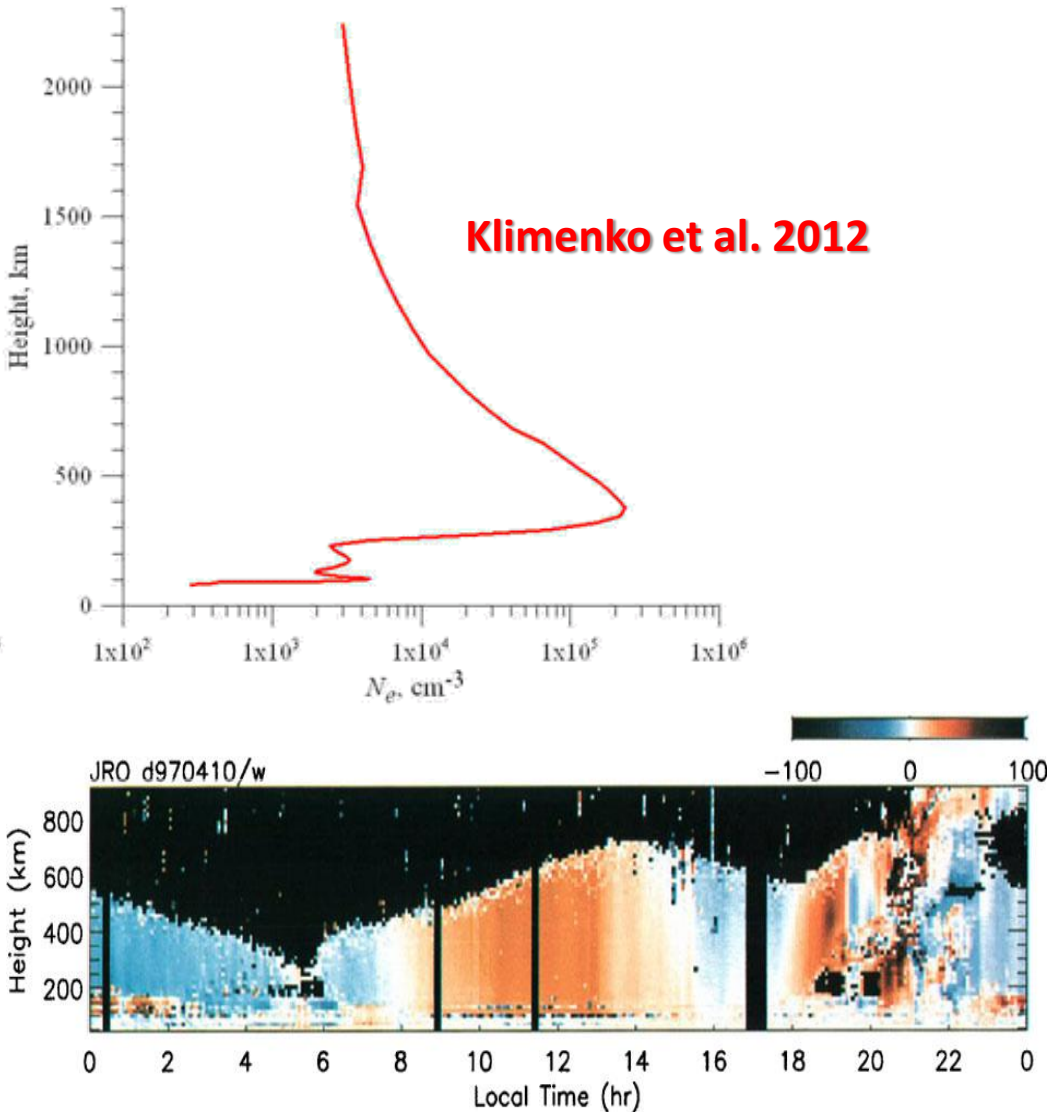 2000
1500
1000
500
0
Height, km
Klimenko et al. 2012
1x10²
1x10³
1x10⁴
1x10⁵
1x10⁶
Nₑ, cm⁻³
-100 0 100
JRO d970410/w
800
600
400
200
Height (km)
0 2 4 6 8 10 12 14 16 18 20 22 0
Local Time (hr)